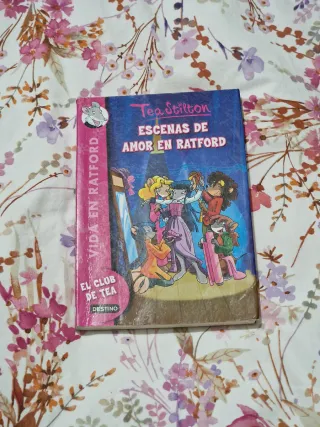 Tea Stilton
ESCENAS DE
AMOR EN RATFORD
VIDA EN RATFORD
EL CLUB
DE TEA
DESTINO